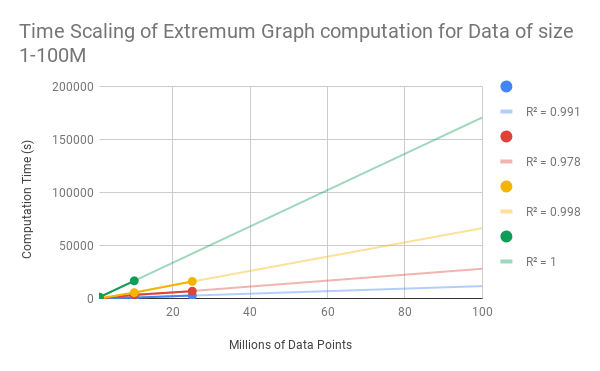 Time Scaling of Extremum Graph computation for Data of size
1-100M
200000
150000
100000
50000
0
20
40
60
80
100
Computation Time (s)
Millions of Data Points
R² = 0.991
R² = 0.978
R² = 0.998
R² = 1